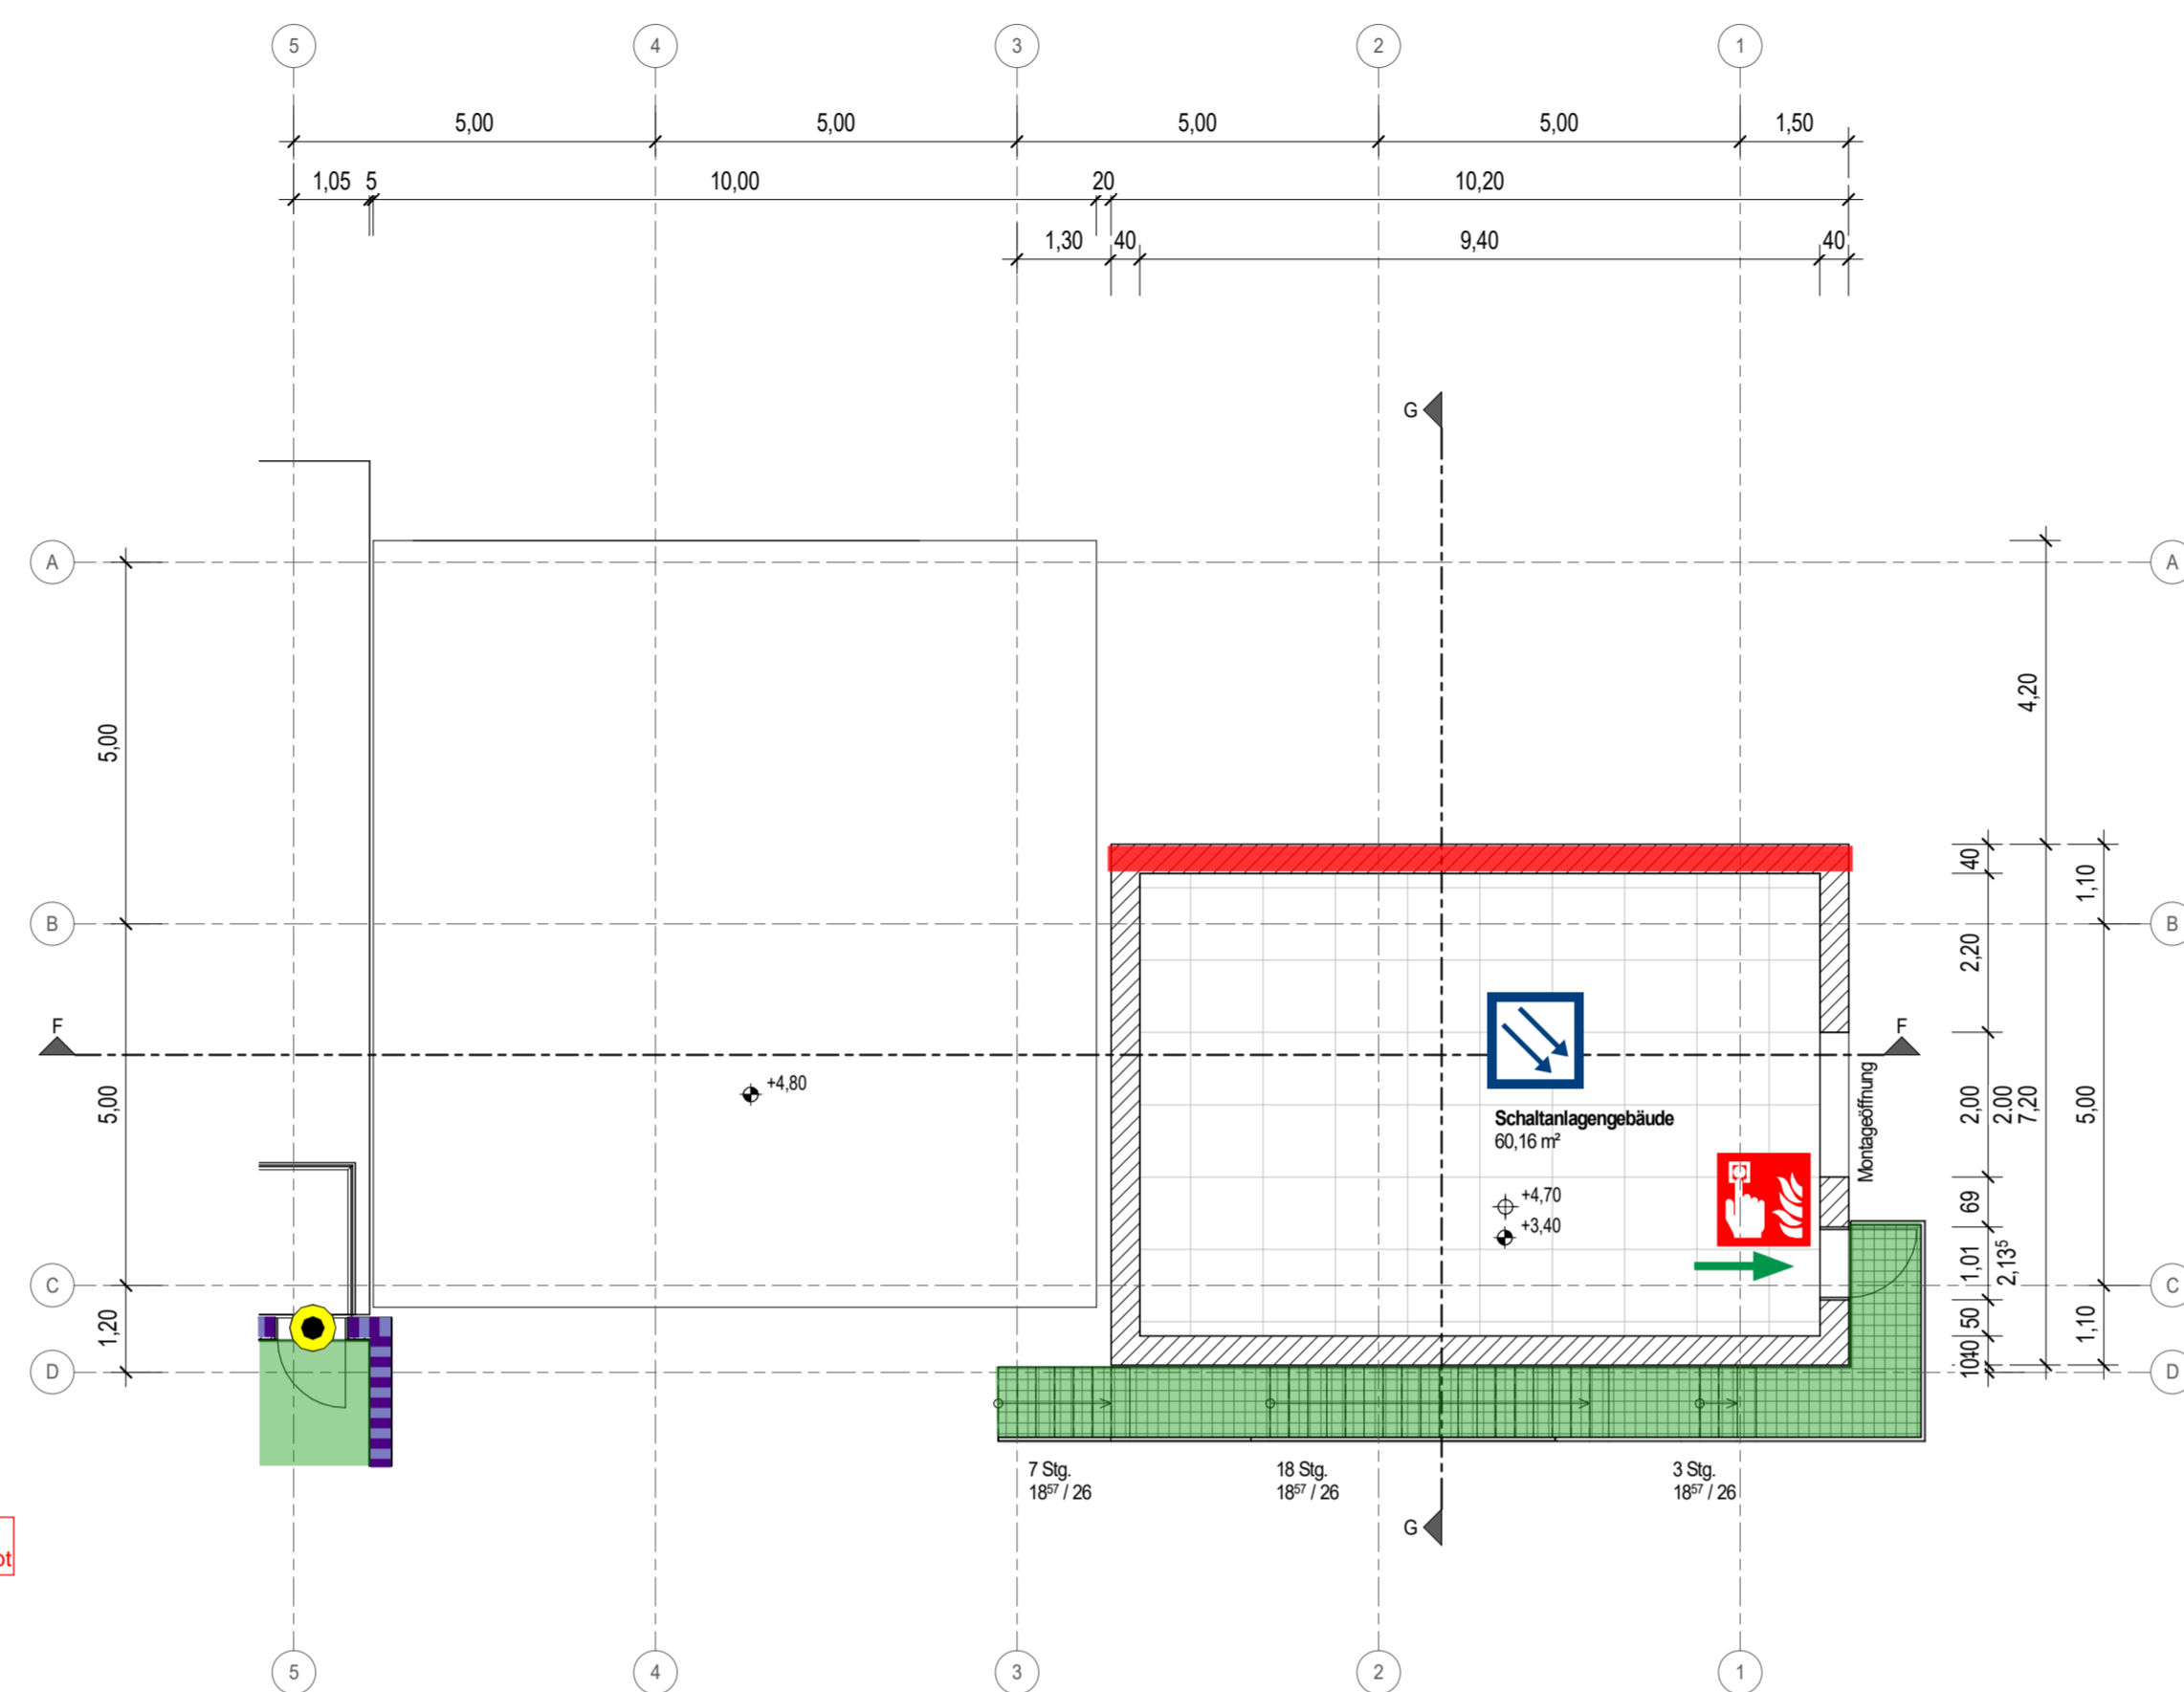 5 4 3 2 1
5,00 5,00 5,00 5,00 1,50
1,05 5 10,00 20 10,20
1,30 40 9,40 40
G
A A
4,20
5,00
40
1,10
B B
2,20
F F
+4,80
5,00
Schaltanlagengebäude
60,16 m²
Montageöffnung
2,00
2.00
7,20
5,00
+4,70
+3,40
69
1,01
2,13⁵
C C
1,20
50
1,10
40
10
D D
7 Stg.
18⁵⁷ / 26
18 Stg.
18⁵⁷ / 26
3 Stg.
18⁵⁷ / 26
G
ot
5 4 3 2 1